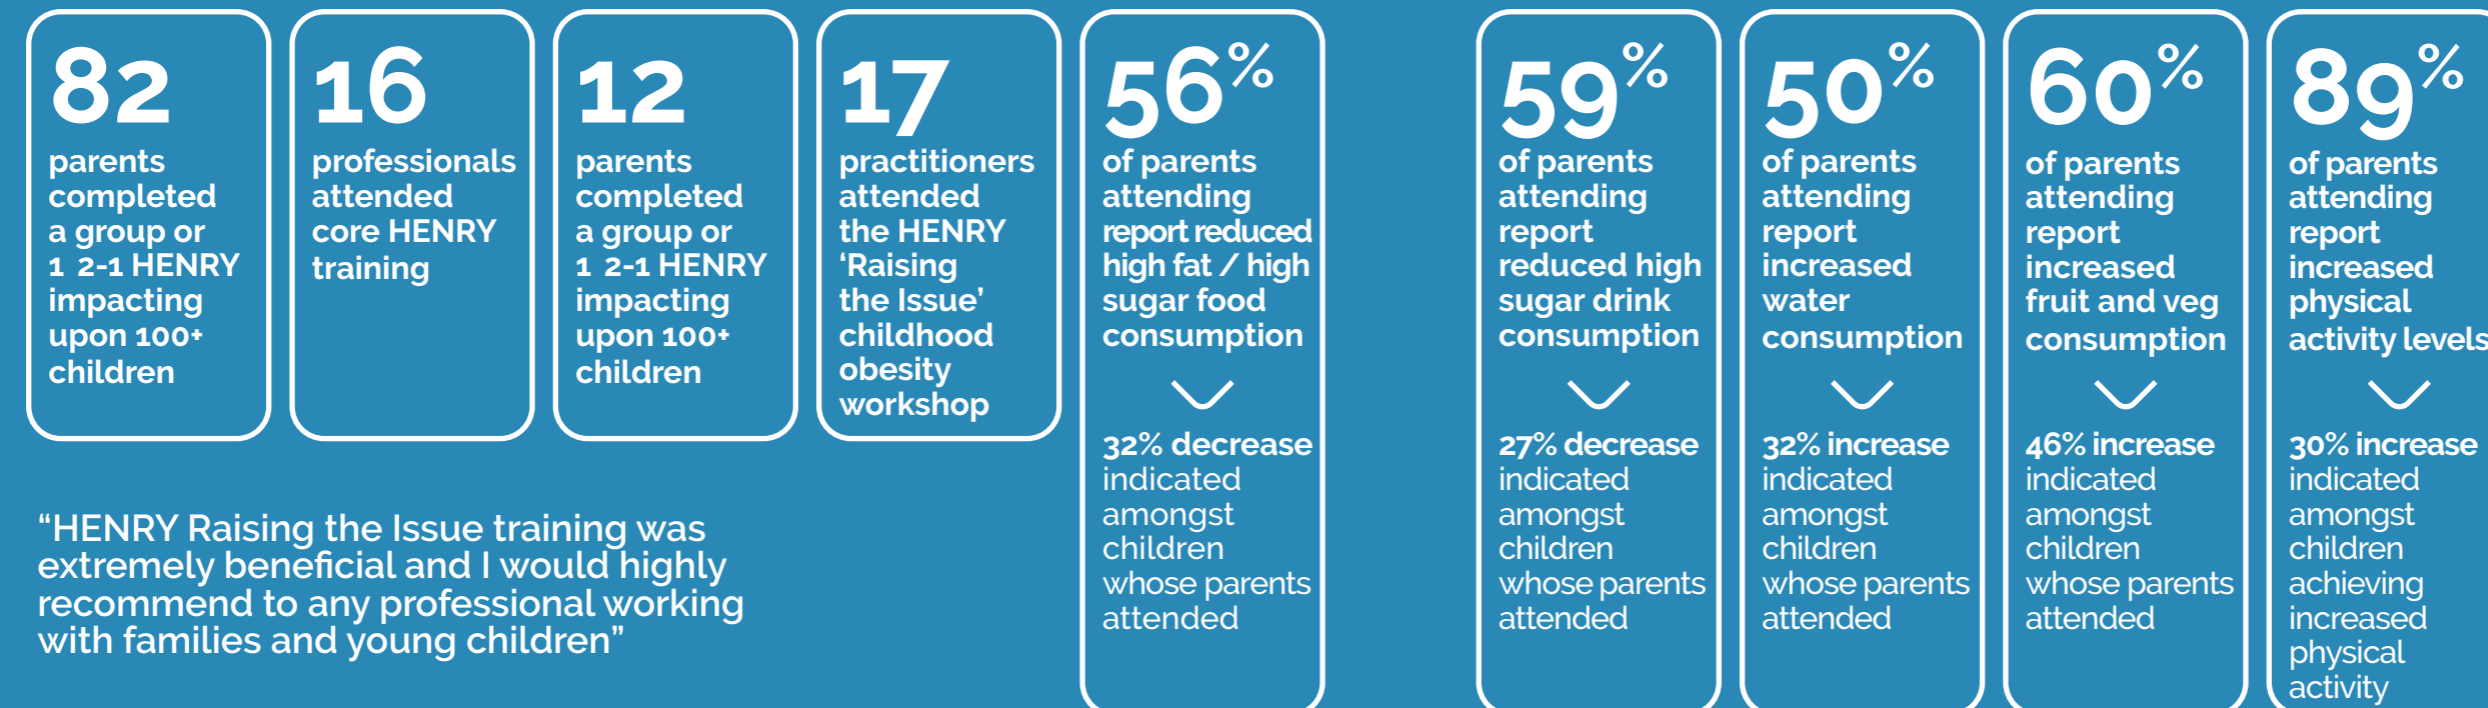 82
parents
completed
a group or
1 2-1 HENRY
impacting
upon 100+
children
16
professionals
attended
core HENRY
training
12
parents
completed
a group or
1 2-1 HENRY
impacting
upon 100+
children
17
practitioners
attended
the HENRY
‘Raising
the Issue’
childhood
obesity
workshop
56%
of parents
attending
report reduced
high fat / high
sugar food
consumption
32% decrease
indicated
amongst
children
whose parents
attended
59%
of parents
attending
report
reduced high
sugar drink
consumption
27% decrease
indicated
amongst
children
whose parents
attended
50%
of parents
attending
report
increased
water
consumption
32% increase
indicated
amongst
children
whose parents
attended
60%
of parents
attending
report
increased
fruit and veg
consumption
46% increase
indicated
amongst
children
whose parents
attended
89%
of parents
attending
report
increased
physical
activity levels
30% increase
indicated
amongst
children
achieving
increased
physical
activity
“HENRY Raising the Issue training was
extremely beneficial and I would highly
recommend to any professional working
with families and young children”